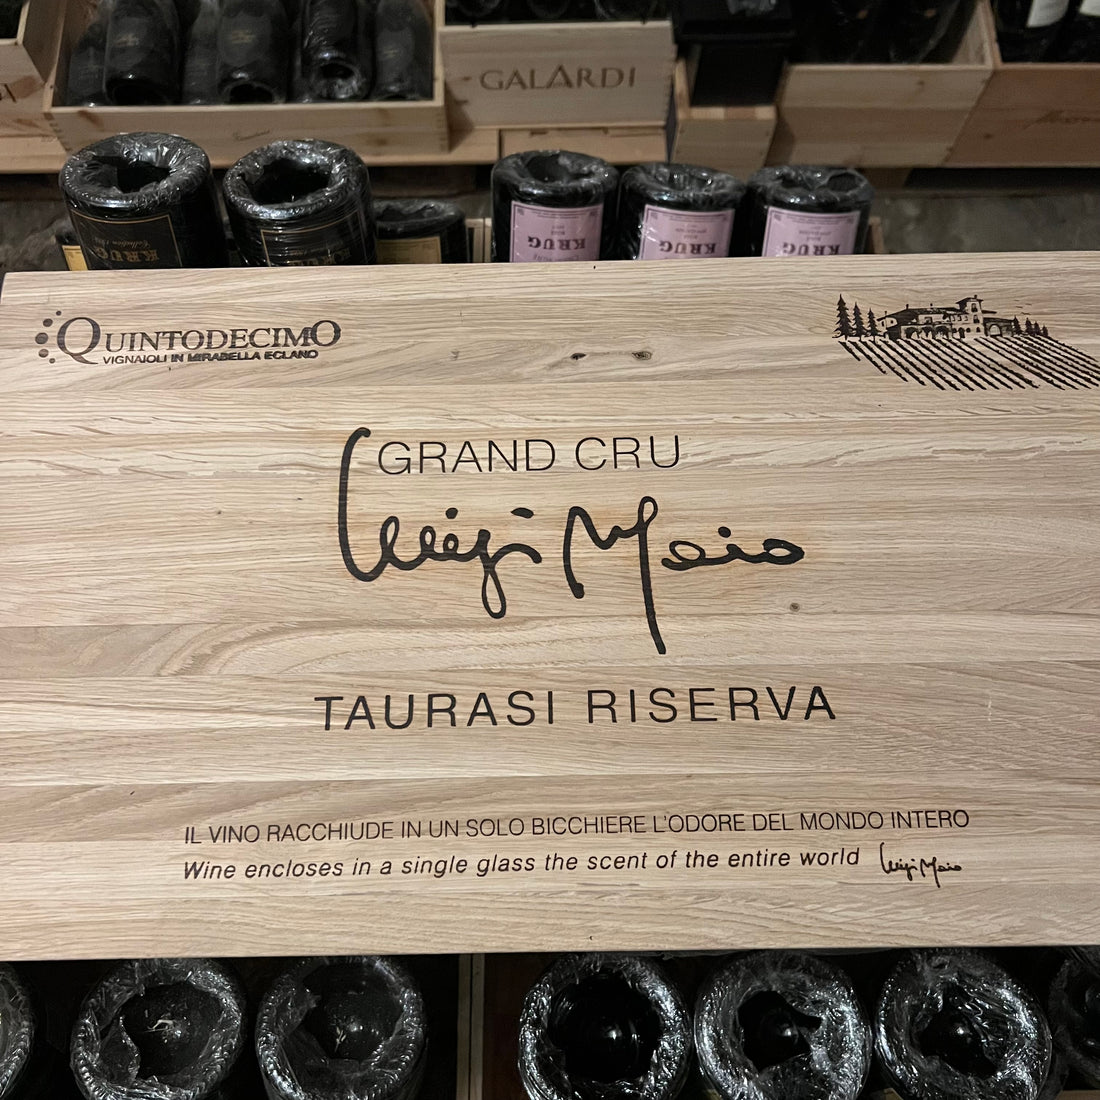 GALARDI
KRUG
KRUG
KRUG
KRUG
QUINTODECIMO
VIGNAIOLI IN MIRABELLA ECLANO
GRAND CRU
Luigi Moio
TAURASI RISERVA
IL VINO RACCHIUDE IN UN SOLO BICCHIERE L'ODORE DEL MONDO INTERO
Wine encloses in a single glass the scent of the entire world Luigi Moio